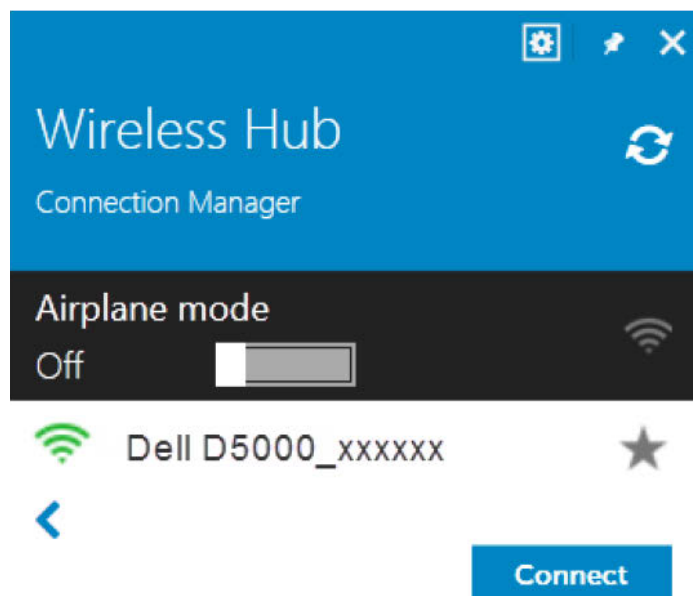 Wireless Hub
Connection Manager
Airplane mode
Off
Dell D5000_xxxxxx
Connect